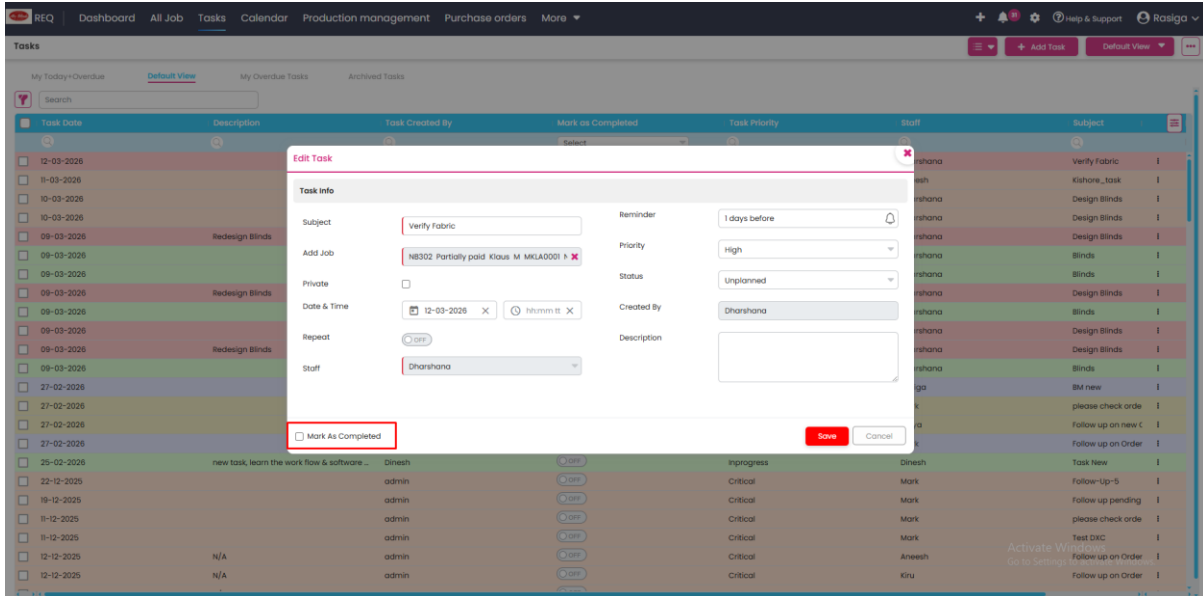 REQ Dashboard All Job Tasks Calendar Production management Purchase orders More Help & Support Rasiga
Tasks + Add Task Default View
My Today+Overdue Default View My Overdue Tasks Archived Tasks
Search
Task Date Description Task Created By Mark as Completed Task Priority Staff Subject
Select
12-03-2026 Verify Fabric
11-03-2026 Kishore_task
10-03-2026 Design Blinds
10-03-2026 Design Blinds
09-03-2026 Redesign Blinds Design Blinds
09-03-2026 Blinds
09-03-2026 Blinds
09-03-2026 Redesign Blinds Design Blinds
09-03-2026 Blinds
09-03-2026 Design Blinds
09-03-2026 Redesign Blinds Design Blinds
09-03-2026 Blinds
27-02-2026 BM new
27-02-2026 please check orde
27-02-2026 Follow up on new
27-02-2026 Follow up on Order
Edit Task
Task Info
Subject Verify Fabric
Add Job NB302 Partially paid Klaus M MKLA0001
Private
Date & Time 12-03-2026 hh:mm tt
Repeat OFF
Staff Dharshana
Reminder 1 days before
Priority High
Status Unplanned
Created By Dharshana
Description
Mark As Completed Save Cancel
25-02-2026 new task, learn the work flow & software ... Dinesh OFF Inprogress Dinesh Task New
22-12-2025 admin OFF Critical Mark Follow-Up-5
19-12-2025 admin OFF Critical Mark Follow up pending
11-12-2025 admin OFF Critical Mark please check orde
11-12-2025 admin OFF Critical Mark Test DXC
12-12-2025 N/A admin OFF Critical Aneesh Follow up on Order
12-12-2025 N/A admin OFF Critical Kiru Follow up on Order
Activate Windows
Go to Settings to activate Windows.